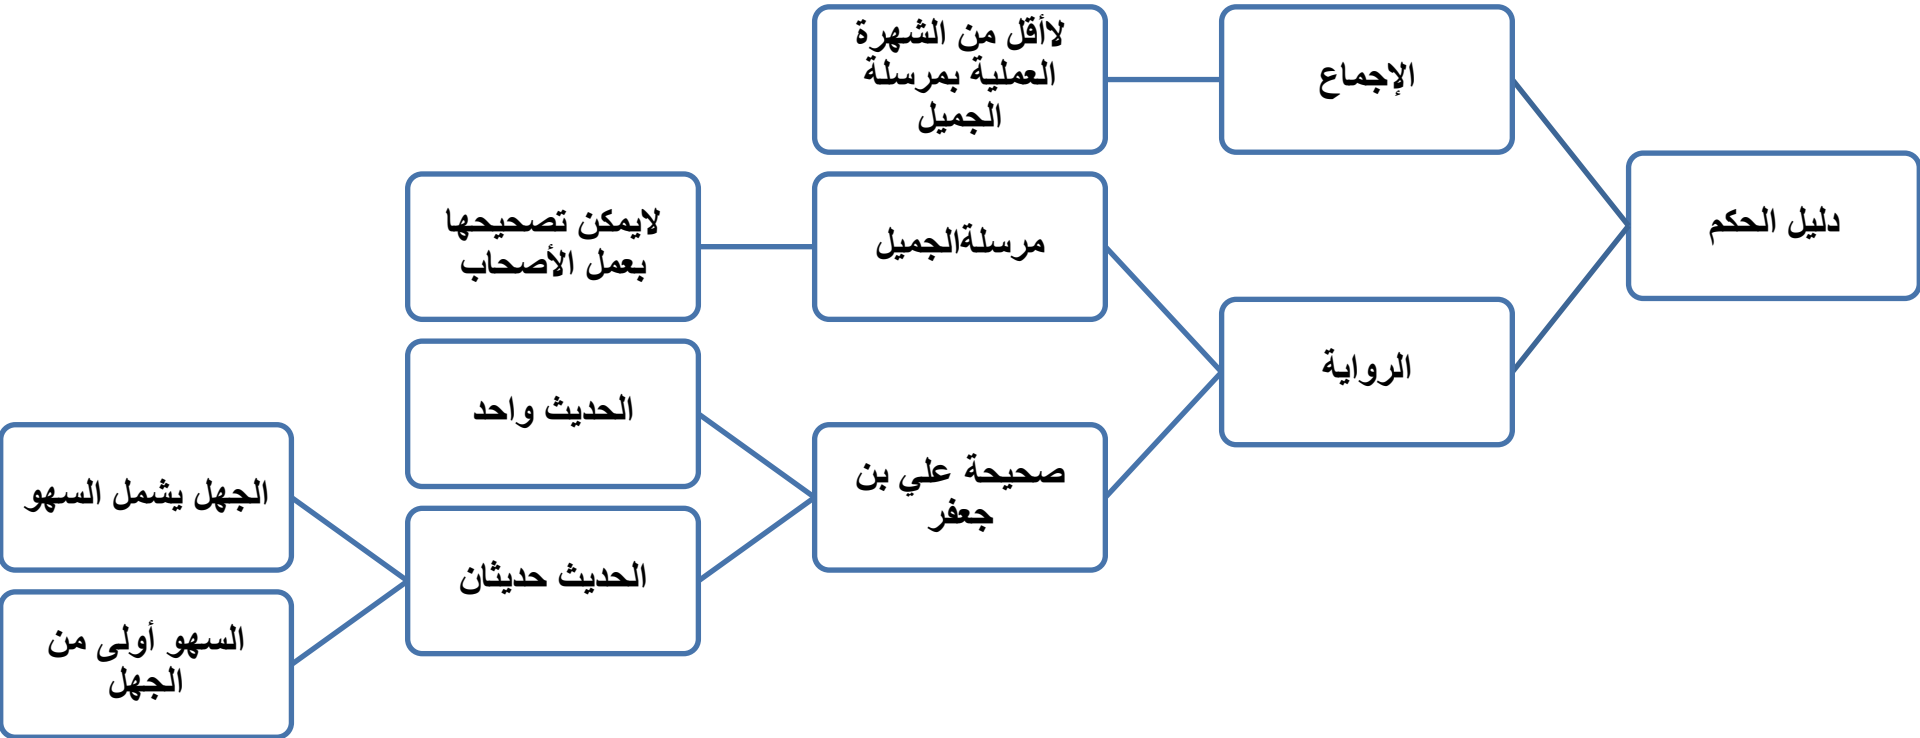 دليل الحكم
الإجماع
لاأقل من الشهرة
العملية بمرسلة
الجميل
الرواية
مرسلةالجميل
لايمكن تصحيحها
بعمل الأصحاب
صحيحة علي بن
جعفر
الحديث واحد
الحديث حديثان
الجهل يشمل السهو
السهو أولى من
الجهل